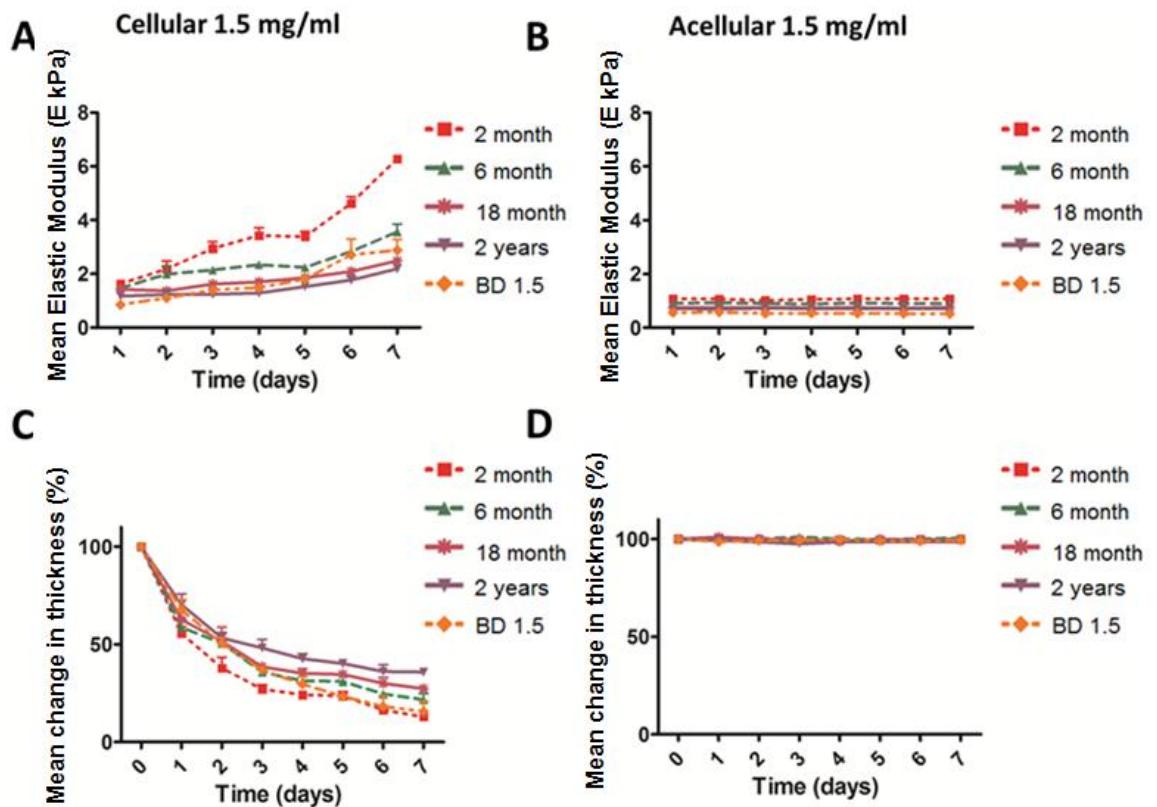 A
Cellular 1.5 mg/ml
Mean Elastic Modulus (E kPa)
8
6
4
2
0
1
2
3
4
5
6
7
Time (days)
2 month
6 month
18 month
2 years
BD 1.5
B
Acellular 1.5 mg/ml
Mean Elastic Modulus (E kPa)
8
6
4
2
0
1
2
3
4
5
6
7
Time (days)
2 month
6 month
18 month
2 years
BD 1.5
C
Mean change in thickness (%)
100
50
0
0
1
2
3
4
5
6
7
Time (days)
2 month
6 month
18 month
2 years
BD 1.5
D
Mean change in thickness (%)
100
50
0
0
1
2
3
4
5
6
7
Time (days)
2 month
6 month
18 month
2 years
BD 1.5